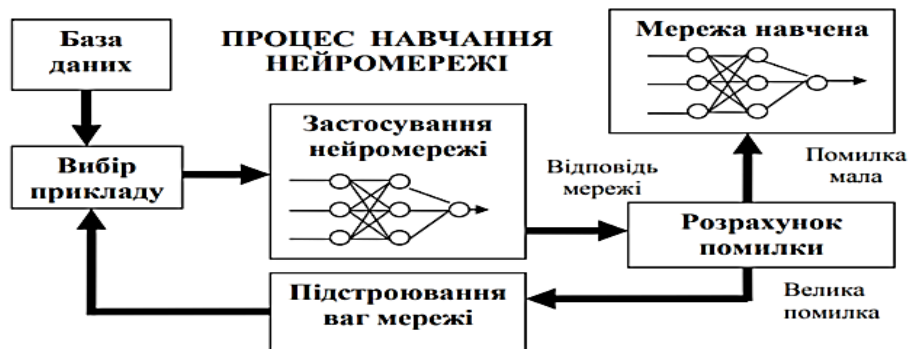 База
даних
ПРОЦЕС НАВЧАННЯ
НЕЙРОМЕРЕЖІ
Мережа навчена
Вибір
прикладу
Застосування
нейромережі
Відповідь
мережі
Помилка
мала
Розрахунок
помилки
Підстроювання
ваг мережі
Велика
помилка